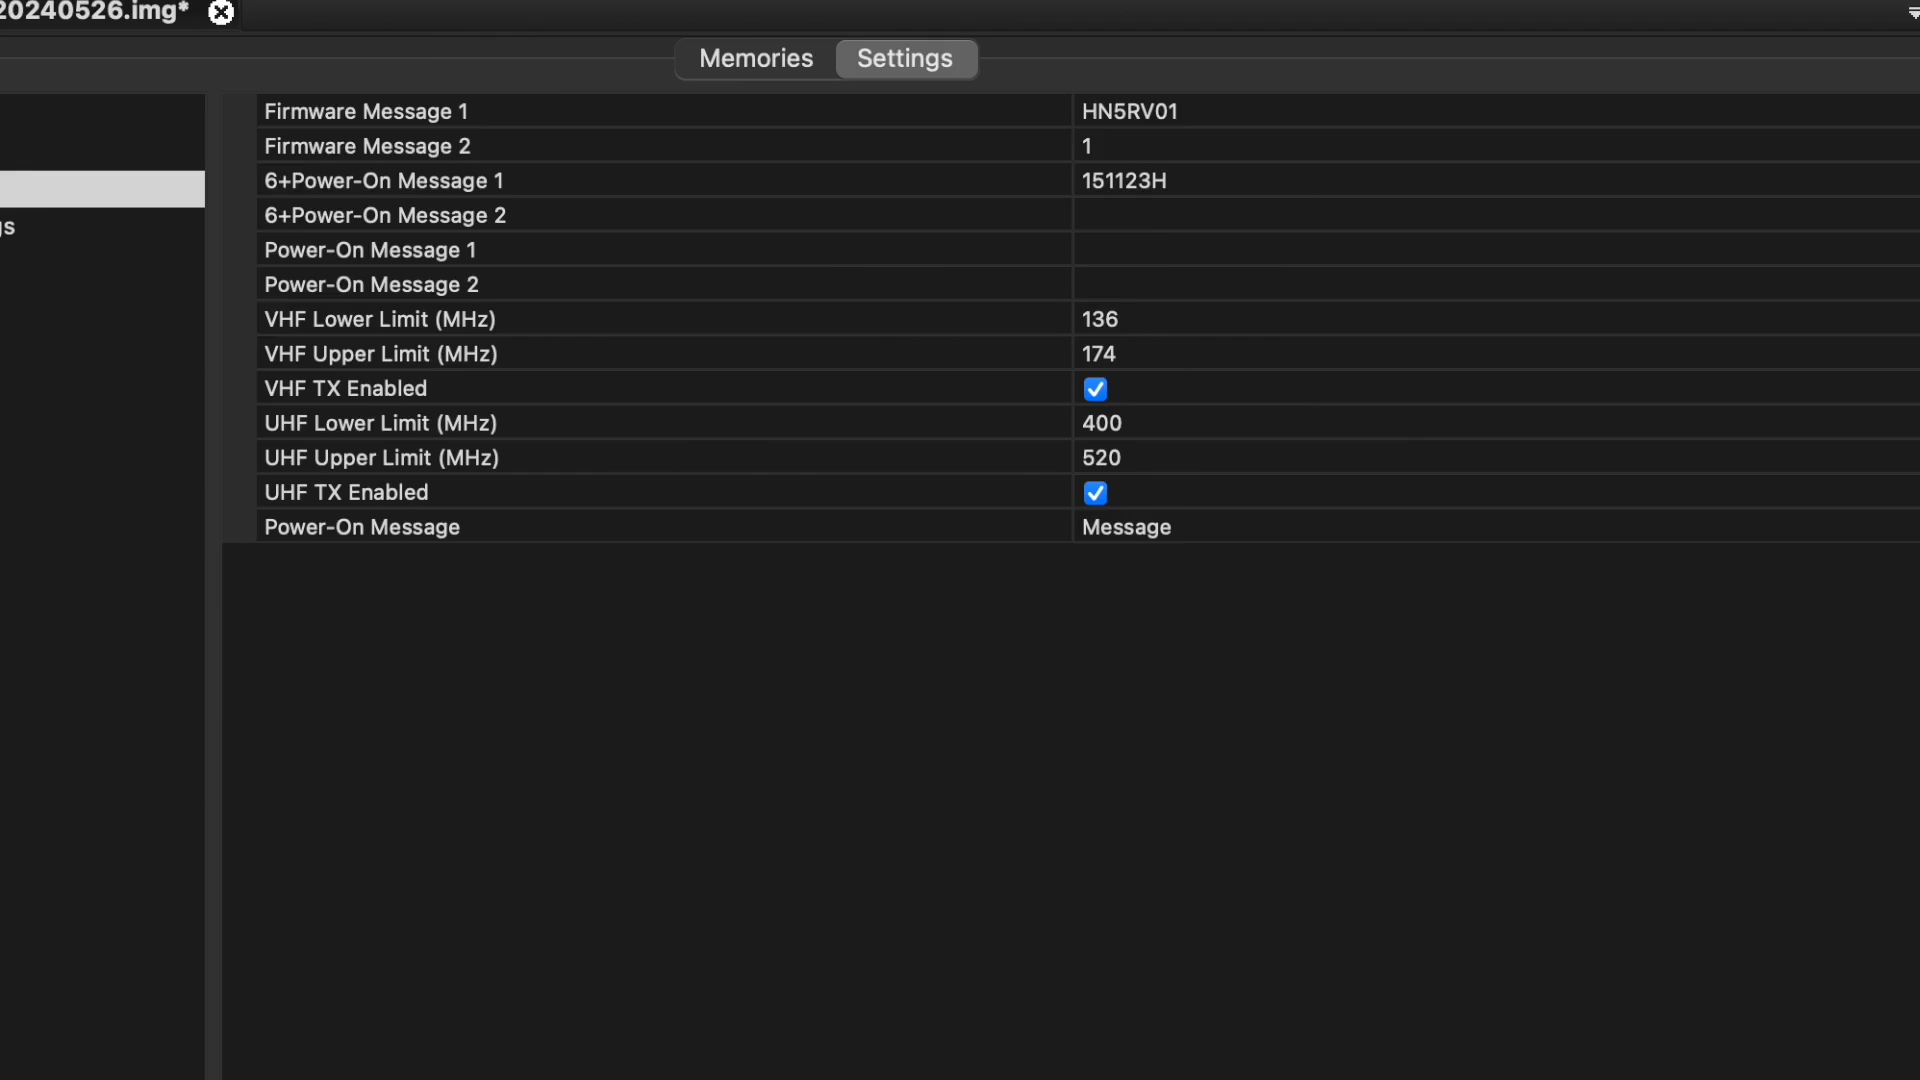 20240526.img*
Memories Settings
Firmware Message 1 HN5RV01
Firmware Message 2 1
6+Power-On Message 1 151123H
6+Power-On Message 2
gs
Power-On Message 1
Power-On Message 2
VHF Lower Limit (MHz) 136
VHF Upper Limit (MHz) 174
VHF TX Enabled
UHF Lower Limit (MHz) 400
UHF Upper Limit (MHz) 520
UHF TX Enabled
Power-On Message Message